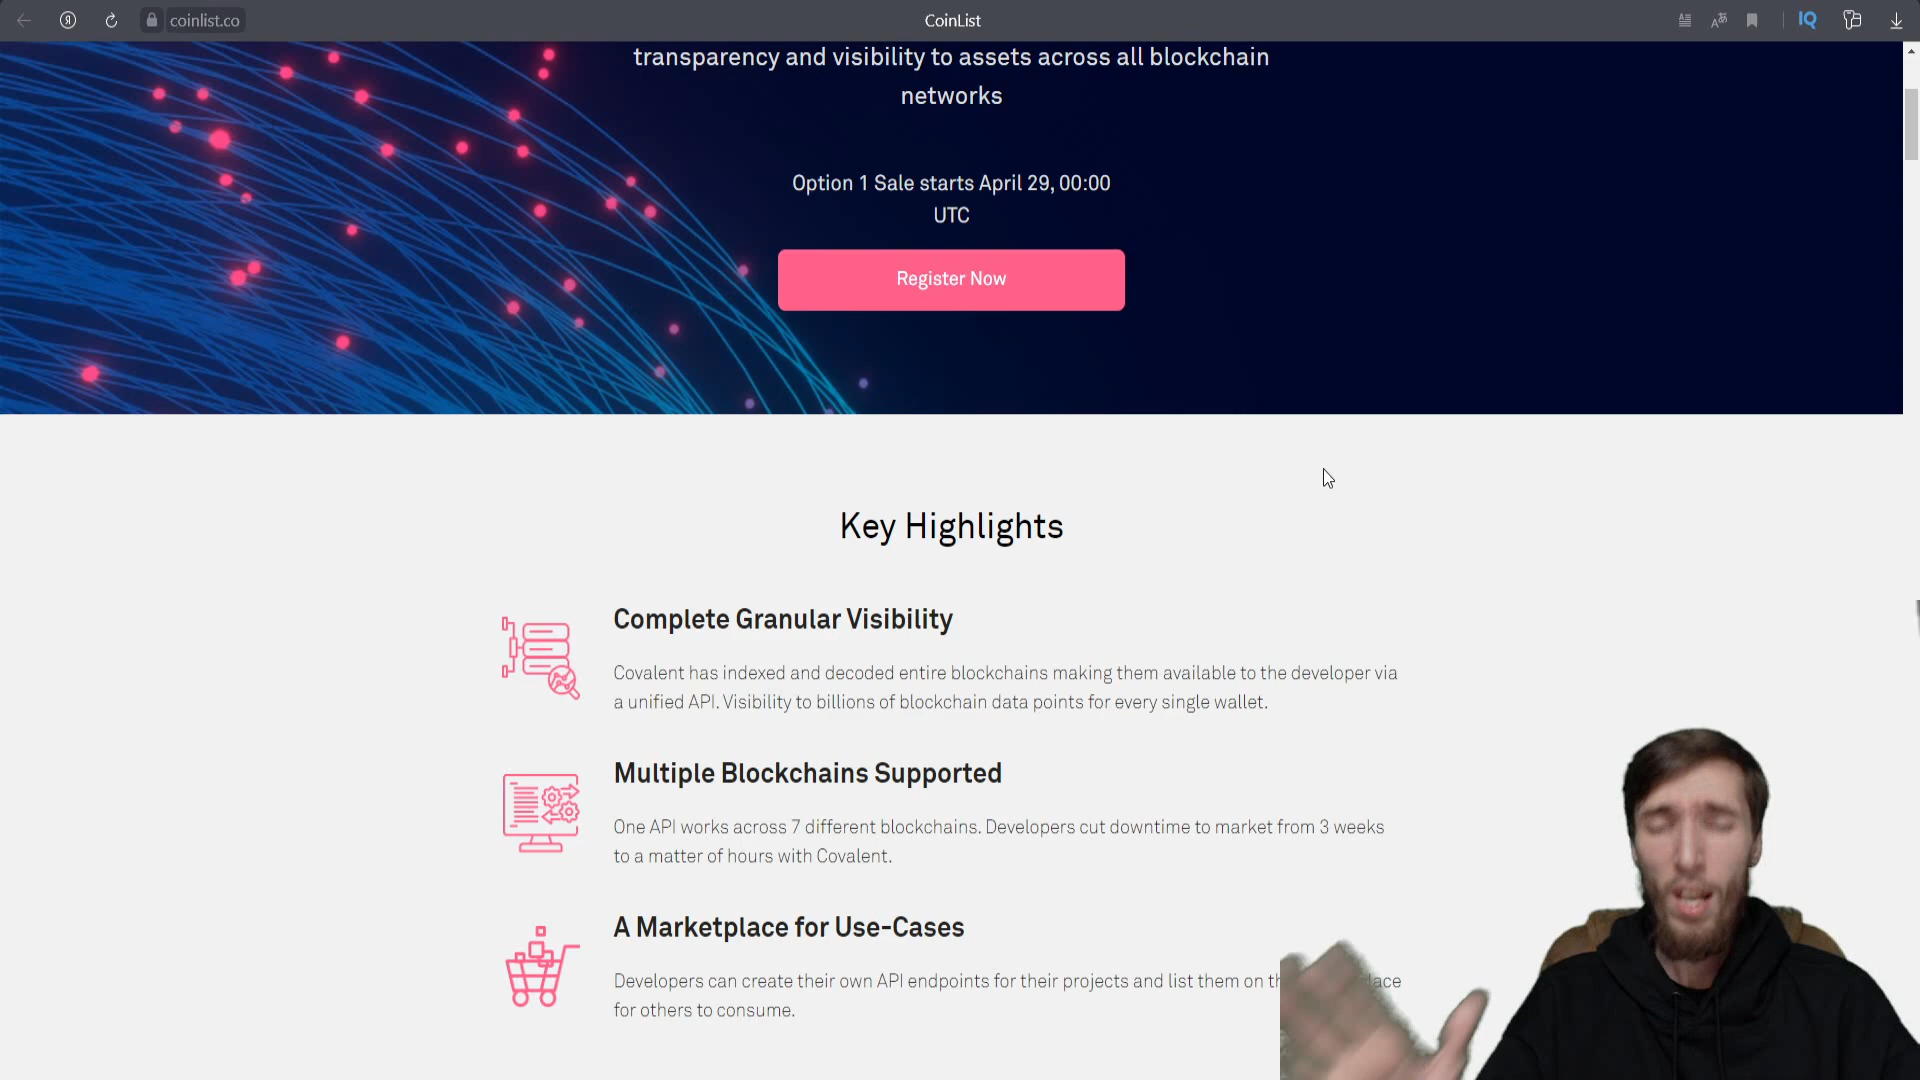 coinlist.co
CoinList
IQ
transparency and visibility to assets across all blockchain
networks
Option 1 Sale starts April 29, 00:00
UTC
Register Now
Key Highlights
Complete Granular Visibility
Covalent has indexed and decoded entire blockchains making them available to the developer via
a unified API. Visibility to billions of blockchain data points for every single wallet.
Multiple Blockchains Supported
One API works across 7 different blockchains. Developers cut downtime to market from 3 weeks
to a matter of hours with Covalent.
A Marketplace for Use-Cases
Developers can create their own API endpoints for their projects and list them on
for others to consume.